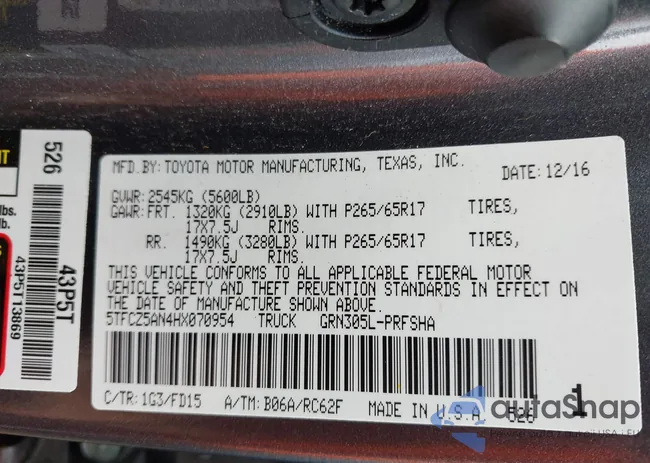 MFD.BY: TOYOTA MOTOR MANUFACTURING, TEXAS, INC. DATE: 12/16
GVWR: 2545KG (5600LB)
GAWR: FRT. 1320KG (2910LB) WITH P265/65R17 TIRES,
17X7.5J RIMS.
RR. 1490KG (3280LB) WITH P265/65R17 TIRES,
17X7.5J RIMS.
THIS VEHICLE CONFORMS TO ALL APPLICABLE FEDERAL MOTOR
VEHICLE SAFETY AND THEFT PREVENTION STANDARDS IN EFFECT ON
THE DATE OF MANUFACTURE SHOWN ABOVE.
5TFCZ5AN4HX070954 TRUCK GRN305L-PRFSHA
C/TR: 1G3/FD15 A/TM: B06A/RC62F MADE IN U.S.A. 526 1
526
43P5T
43P5T13869
lbs.
lb.
autoShop